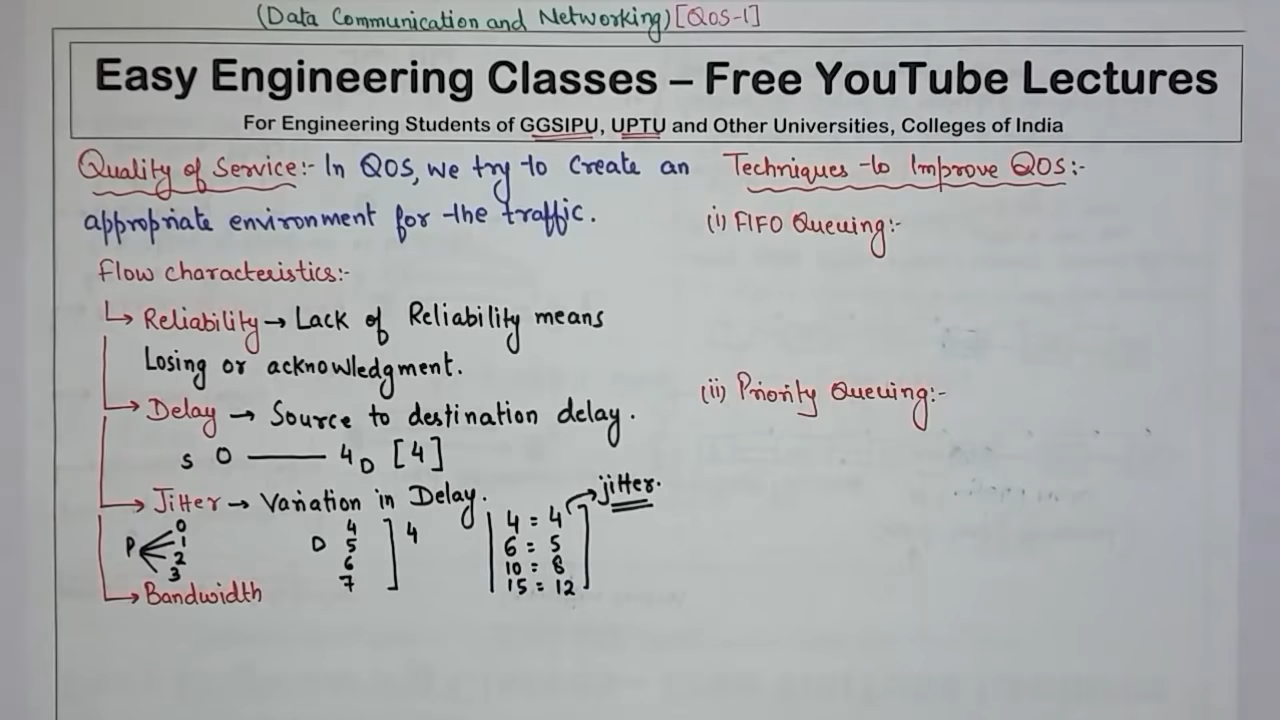 (Data Communication and Networking) [QOS-1]
Easy Engineering Classes – Free YouTube Lectures
For Engineering Students of GGSIPU, UPTU and Other Universities, Colleges of India
Quality of Service:- In QOS, we try to create an
appropriate environment for the traffic.
Flow characteristics:-
↳ Reliability → Lack of Reliability means
Losing or acknowledgment.
→ Delay → Source to destination delay.
S 0 —— 4 D [4]
→ Jitter → Variation in Delay.
P 0 1 2 3
D 4 5 6 7 ] 4
4 = 4 → jitter.
6 = 5
10 = 8
15 = 12
→ Bandwidth
Techniques to Improve QOS:-
(i) FIFO Queuing:-
(ii) Priority Queuing:-